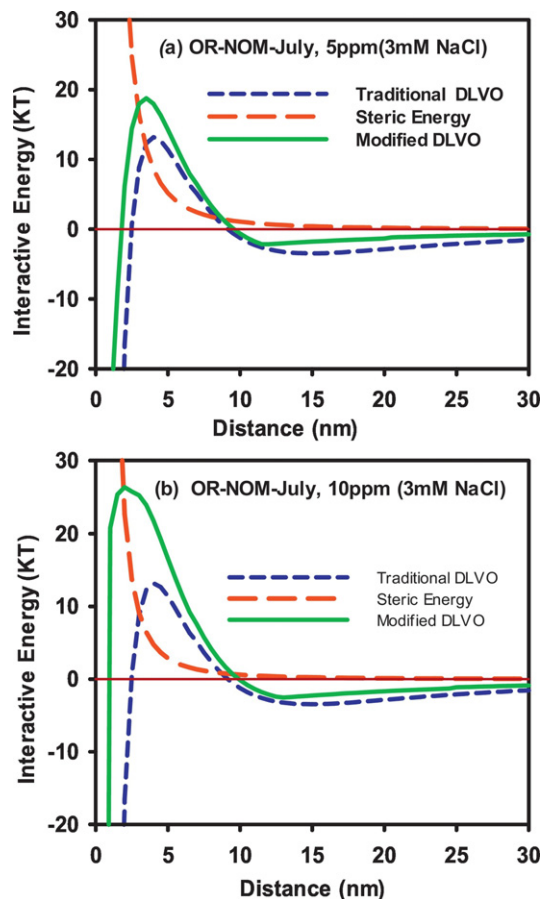 (a) OR-NOM-July, 5ppm(3mM NaCl)
Traditional DLVO
Steric Energy
Modified DLVO
Interactive Energy (KT)
30
20
10
0
-10
-20
0 5 10 15 20 25 30
Distance (nm)
(b) OR-NOM-July, 10ppm (3mM NaCl)
Traditional DLVO
Steric Energy
Modified DLVO
Interactive Energy (KT)
30
20
10
0
-10
-20
0 5 10 15 20 25 30
Distance (nm)